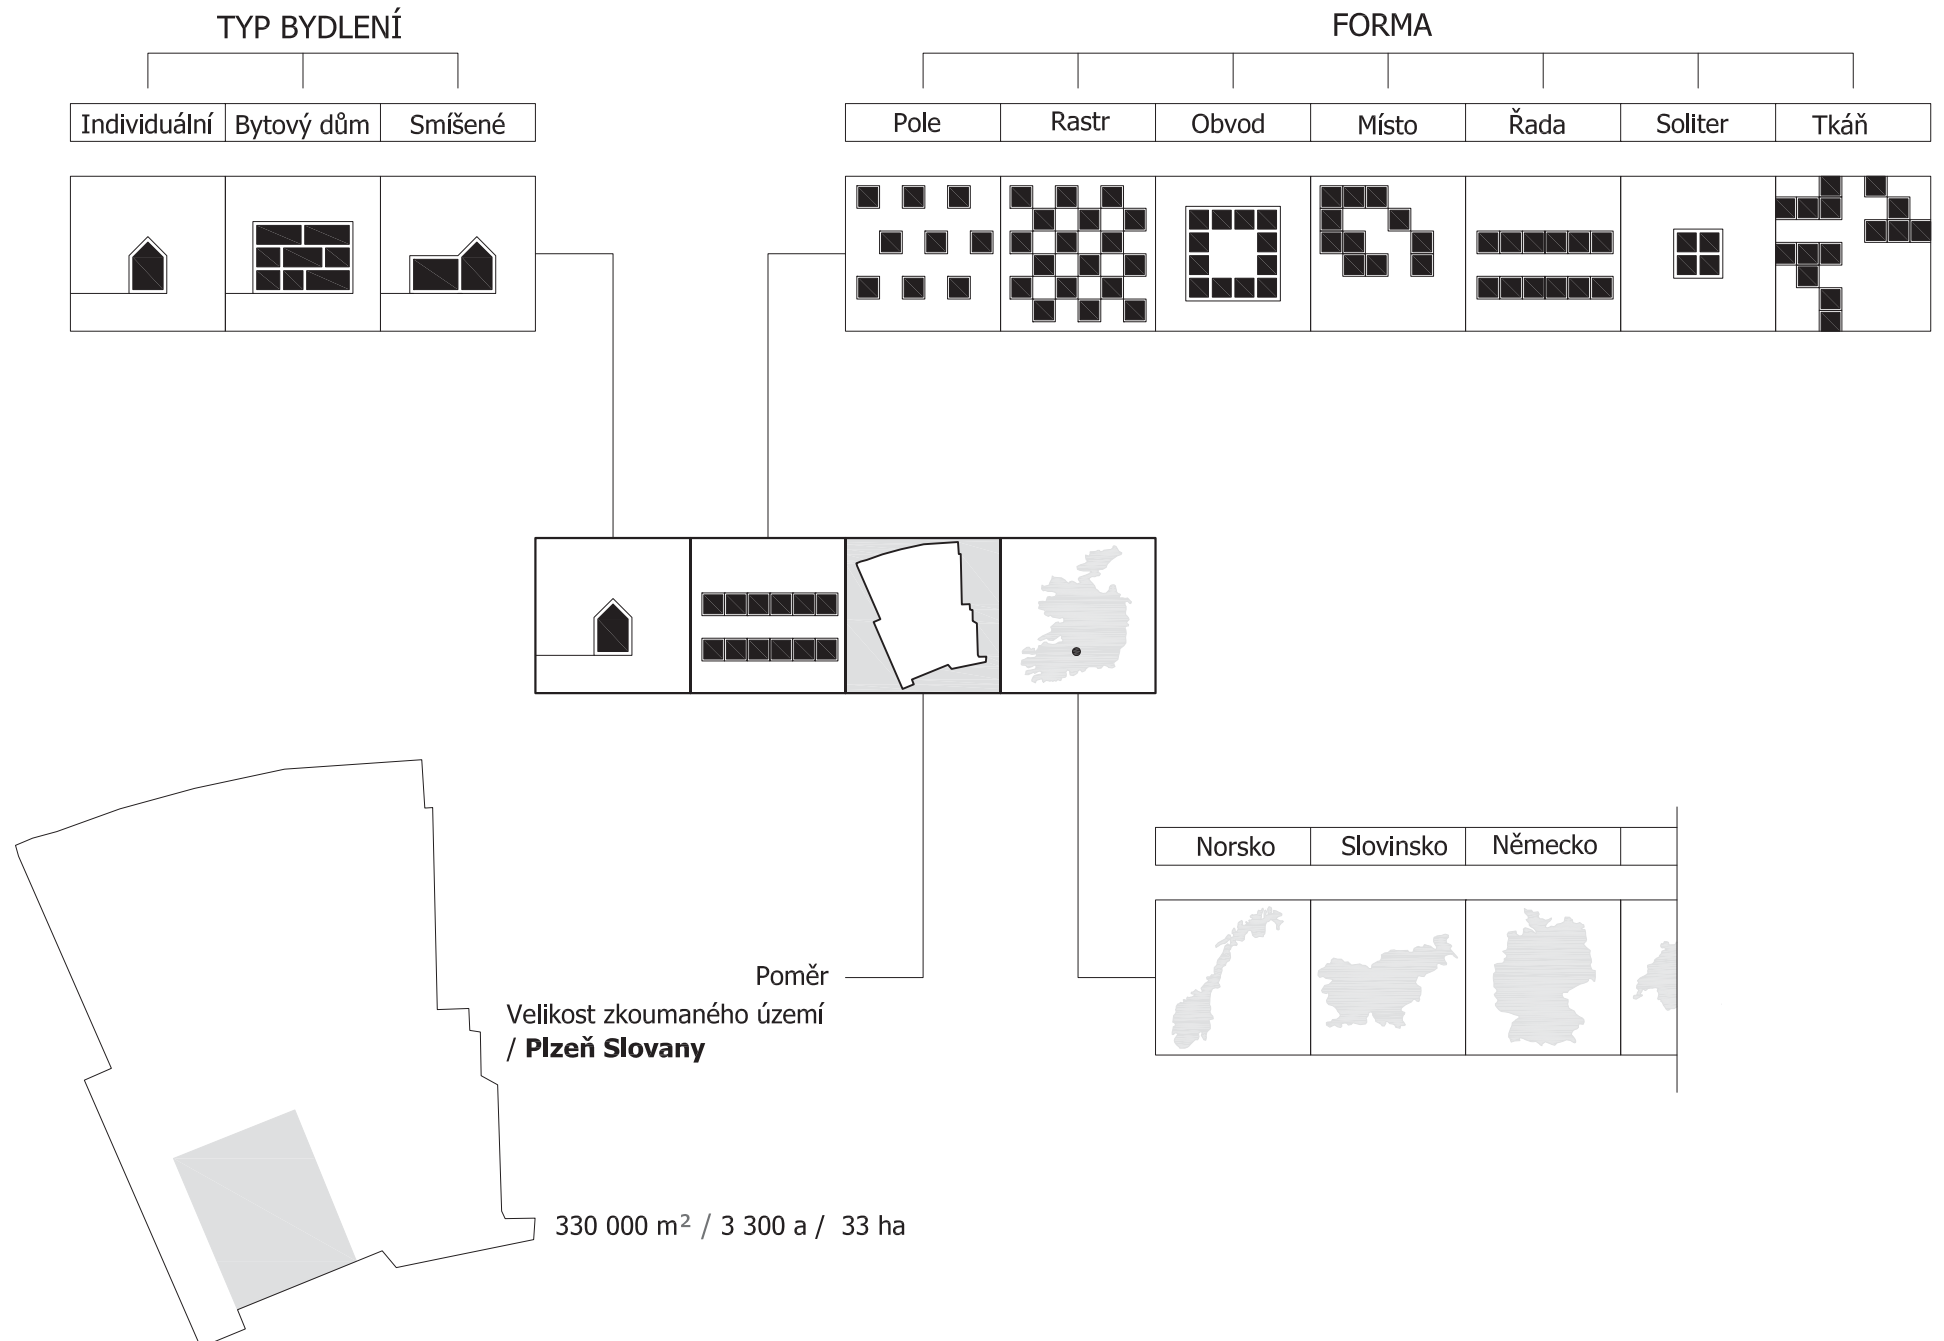 TYP BYDLENÍ
Individuální Bytový dům Smíšené
FORMA
Pole Rastr Obvod Místo Řada Soliter Tkáň
Norsko Slovinsko Německo
Poměr
Velikost zkoumaného území
/ Plzeň Slovany
330 000 m² / 3 300 a / 33 ha